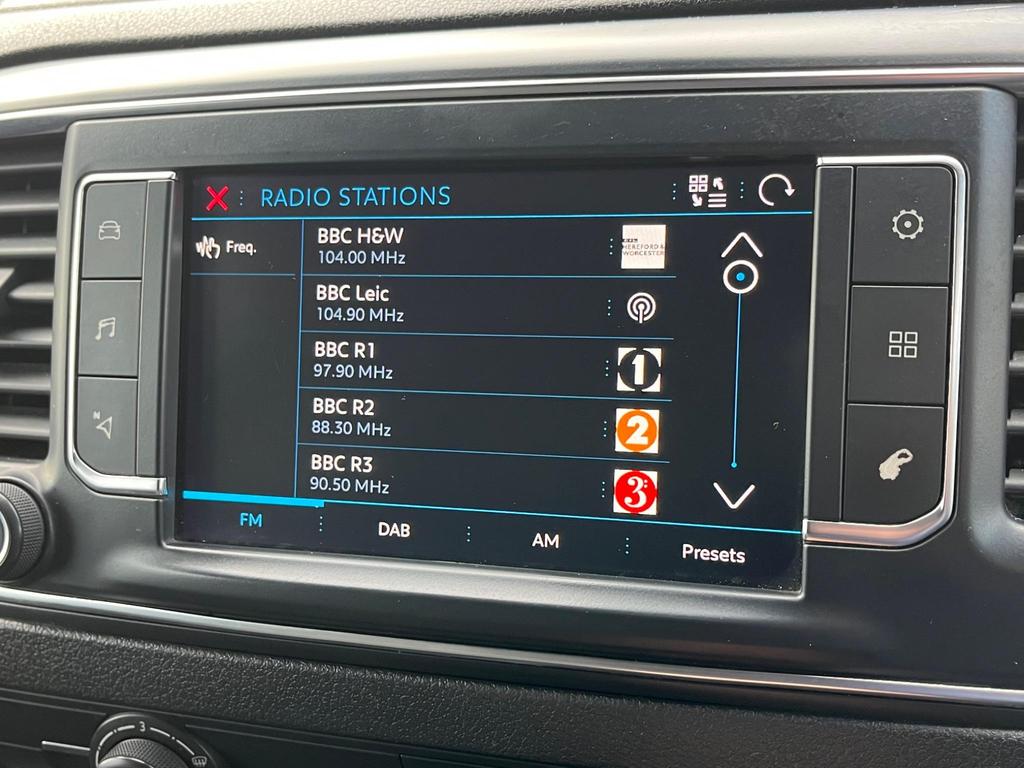 RADIO STATIONS
Freq.
BBC H&W
104.00 MHz
HEREFORD &
WORCESTER
BBC Leic
104.90 MHz
BBC R1
97.90 MHz
1
BBC R2
88.30 MHz
2
BBC R3
90.50 MHz
3
FM
DAB
AM
Presets
N
3